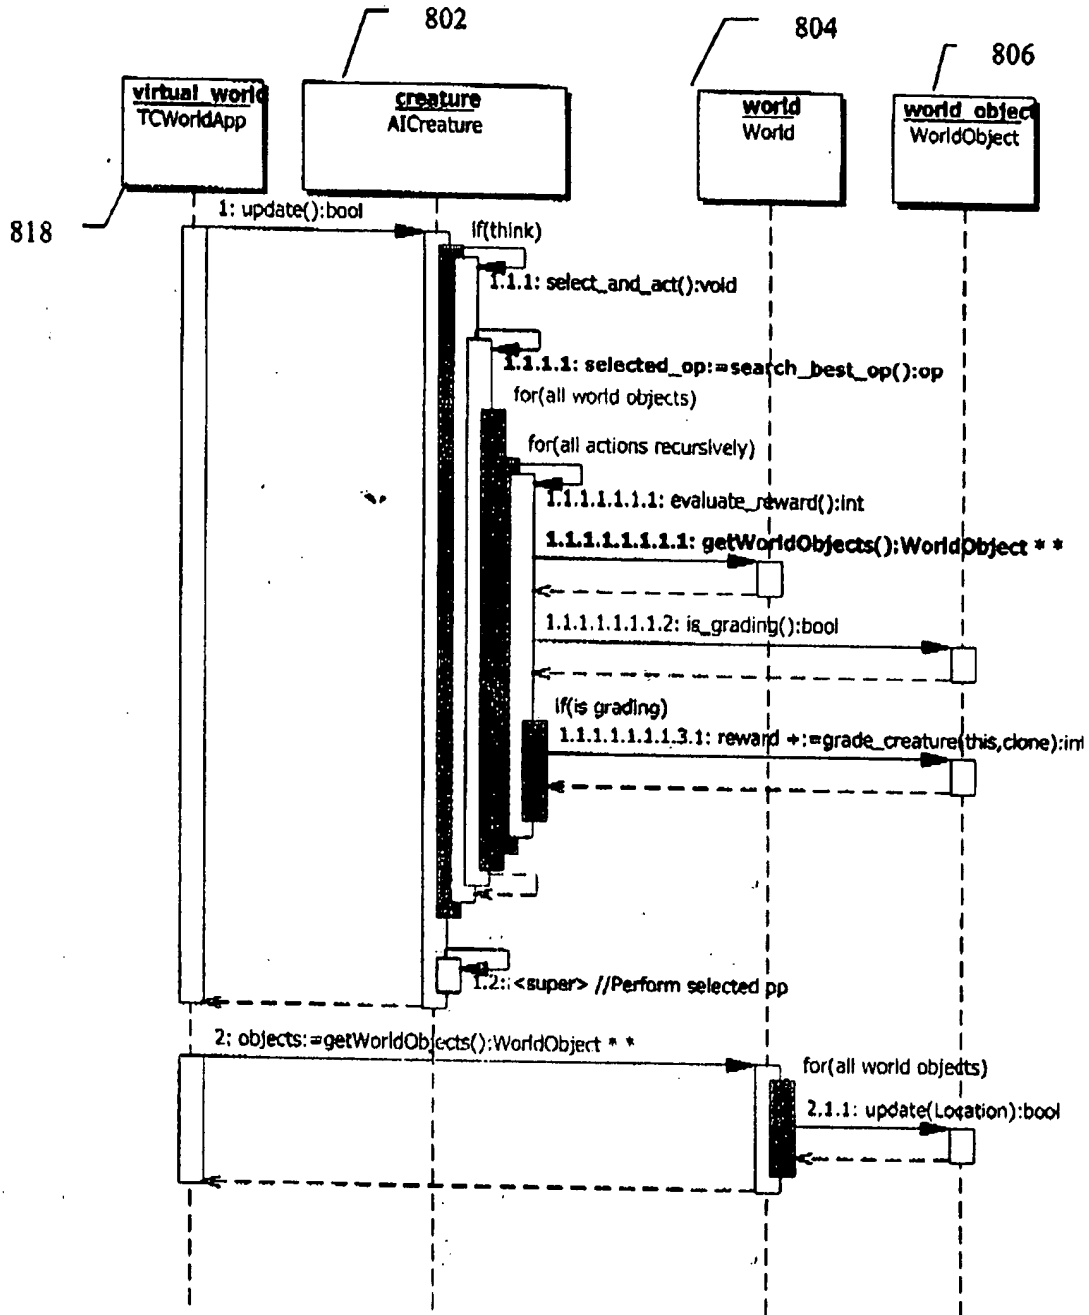 802
804
806
virtual_world
TCWorldApp
creature
AICreature
world
World
world_object
WorldObject
818
1: update():bool
if(think)
1.1.1: select_and_act():void
1.1.1.1: selected_op:=search_best_op():op
for(all world objects)
for(all actions recursively)
1.1.1.1.1.1.1: evaluate_reward():int
1.1.1.1.1.1.1.1: getWorldObjects():WorldObject * *
1.1.1.1.1.1.1.2: is_grading():bool
if(is grading)
1.1.1.1.1.1.1.3.1: reward +:=grade_creature(this,clone):int
1.2: :<super> //Perform selected op
2: objects:=getWorldObjects():WorldObject * *
for(all world objects)
2.1.1: update(Location):bool